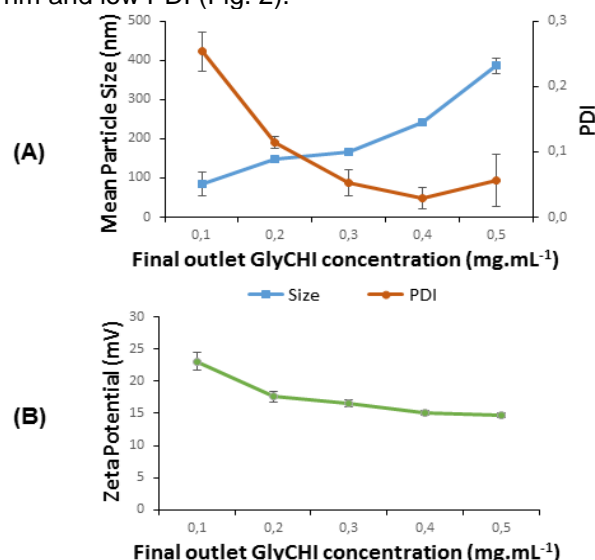 nm and low PDI (Fig. 2).
(A)
Mean Particle Size (nm)
500
400
300
200
100
0
0,3
0,2
0,1
0,0
PDI
0,1 0,2 0,3 0,4 0,5
Final outlet GlyCHI concentration (mg.mL-1)
Size PDI
(B)
Zeta Potential (mV)
30
25
20
15
10
5
0
0,1 0,2 0,3 0,4 0,5
Final outlet GlyCHI concentration (mg.mL-1)